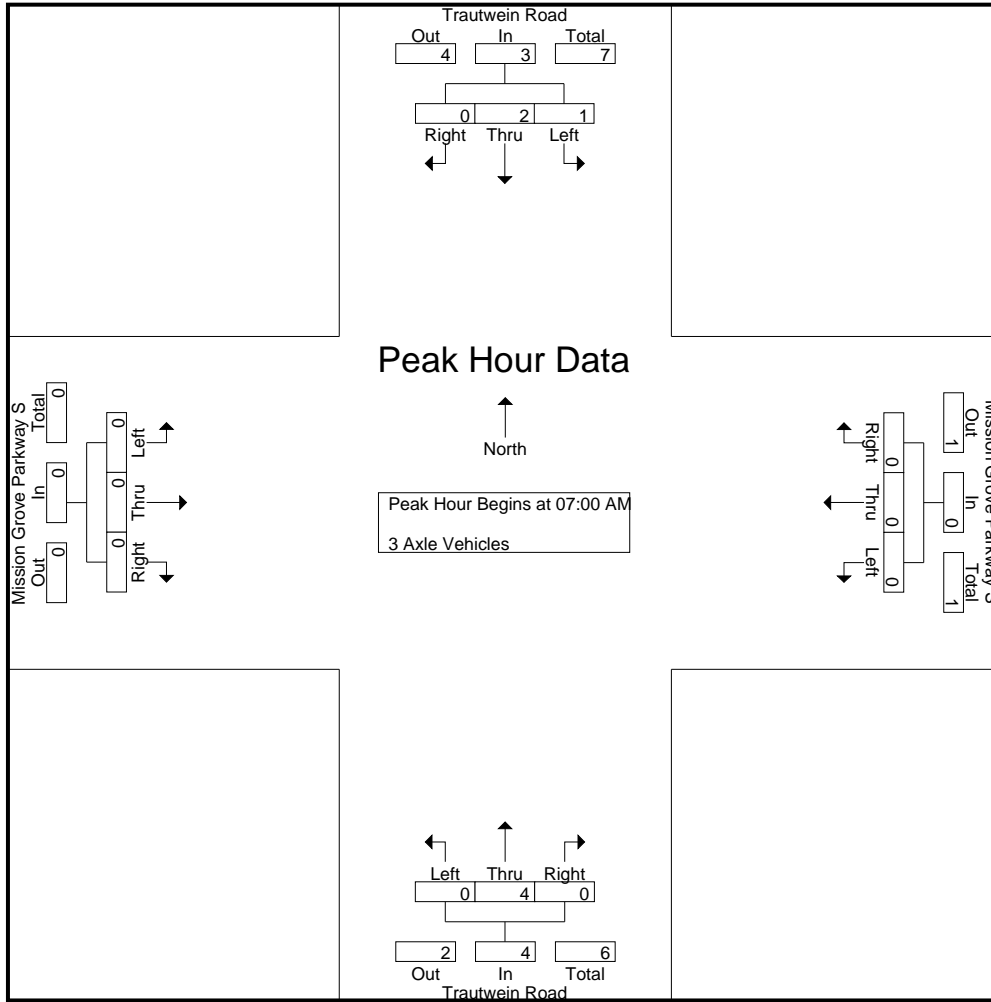 Trautwein Road
Out In Total
4 3 7
0 2 1
Right Thru Left
Peak Hour Data
North
Peak Hour Begins at 07:00 AM
3 Axle Vehicles
Mission Grove Parkway S
Total In Out
0 0 0
0 0 0
Left Thru Right
Mission Grove Parkway S
Out In Total
1 0 1
0 0 0
Right Thru Left
Left Thru Right
0 4 0
2 4 6
Out In Total
Trautwein Road